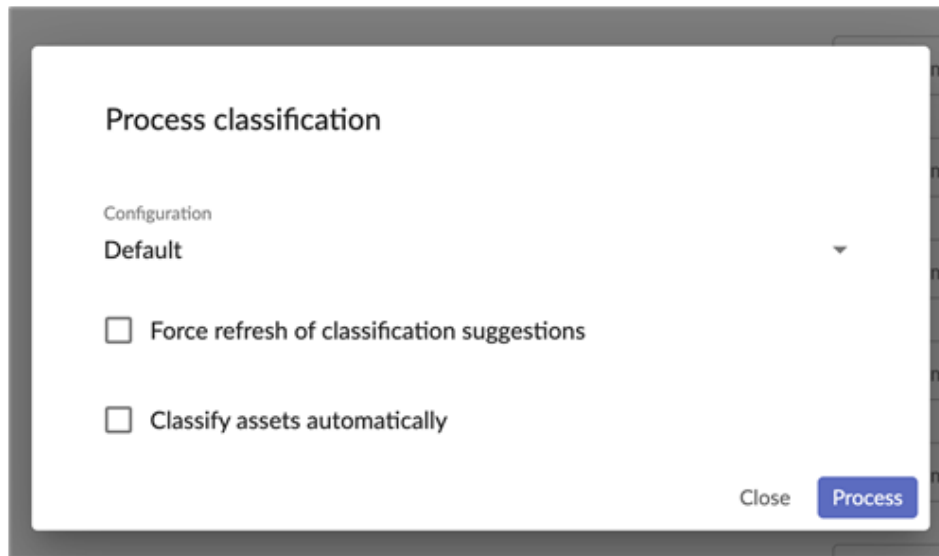 Process classification
Configuration
Default
Force refresh of classification suggestions
Classify assets automatically
Close Process